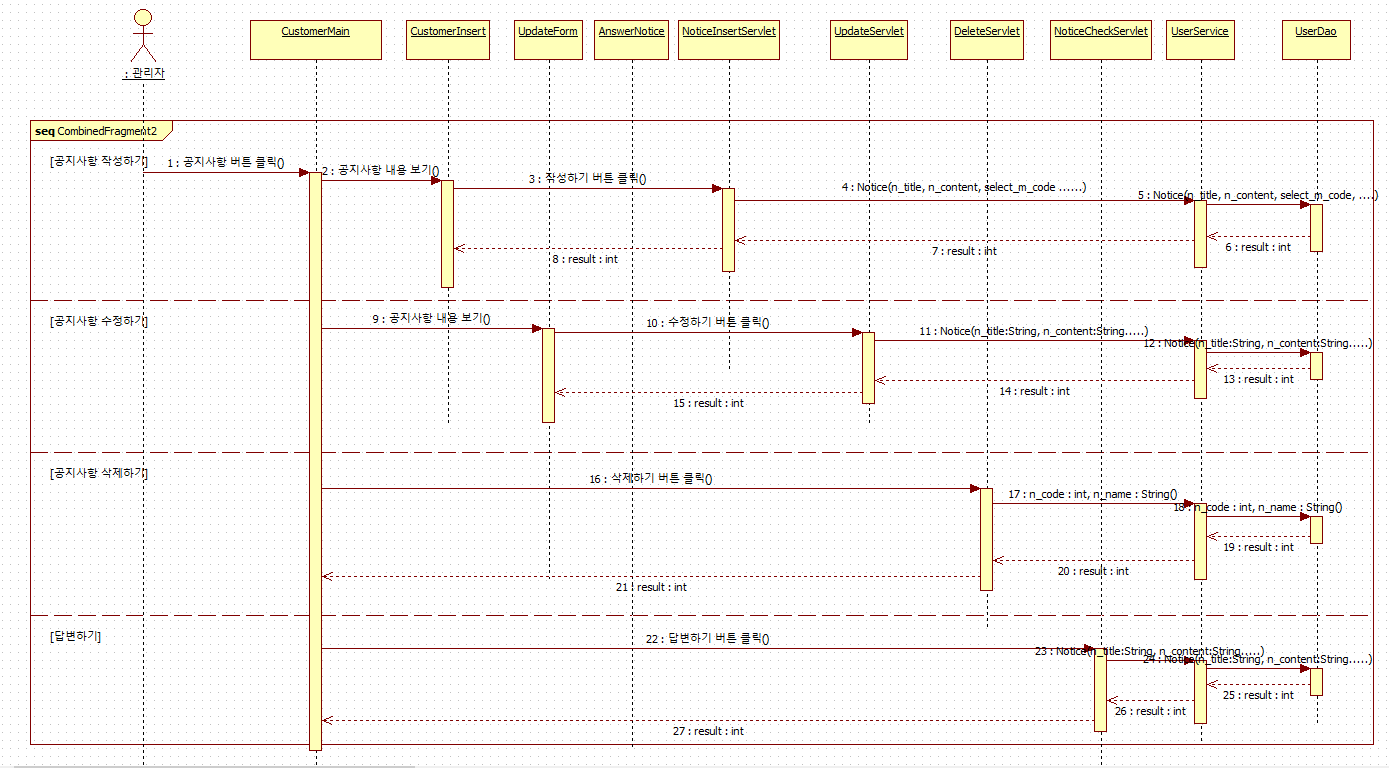 CustomerMain
CustomerInsert
UpdateForm
AnswerNotice
NoticeInsertServlet
UpdateServlet
DeleteServlet
NoticeCheckServlet
UserService
UserDao
: 관리자
seq CombinedFragment2
[공지사항 작성하기]
1 : 공지사항 버튼 클릭()
2 : 공지사항 내용 보기()
3 : 작성하기 버튼 클릭()
4 : Notice(n_title, n_content, select_m_code ......)
5 : Notice(n_title, n_content, select_m_code, ....)
6 : result : int
7 : result : int
8 : result : int
[공지사항 수정하기]
9 : 공지사항 내용 보기()
10 : 수정하기 버튼 클릭()
11 : Notice(n_title:String, n_content:String.....)
12 : Notice(n_title:String, n_content:String.....)
13 : result : int
14 : result : int
15 : result : int
[공지사항 삭제하기]
16 : 삭제하기 버튼 클릭()
17 : n_code : int, n_name : String()
18 : n_code : int, n_name : String()
19 : result : int
20 : result : int
21 : result : int
[답변하기]
22 : 답변하기 버튼 클릭()
23 : Notice(n_title:String, n_content:String.....)
24 : Notice(n_title:String, n_content:String.....)
25 : result : int
26 : result : int
27 : result : int